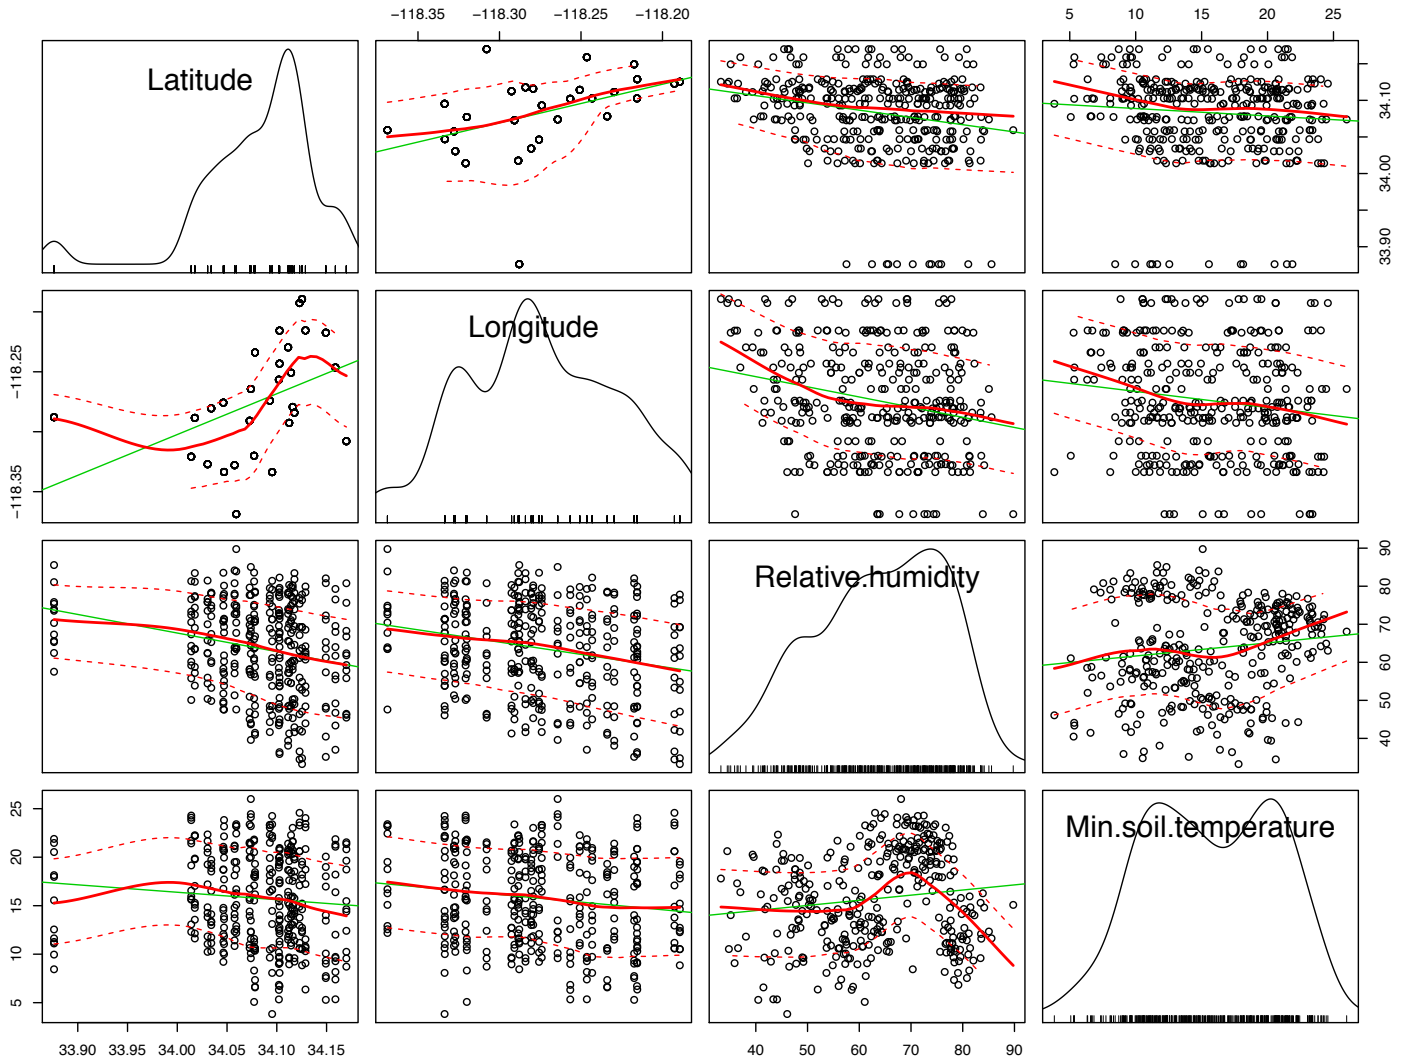 −118.35 −118.30 −118.25 −118.20
5 10 15 20 25
Latitude
33.90 34.00 34.10
−118.35 −118.25
Longitude
Relative.humidity
40 50 60 70 80 90
5 10 15 20 25
Min.soil.temperature
33.90 33.95 34.00 34.05 34.10 34.15
40 50 60 70 80 90